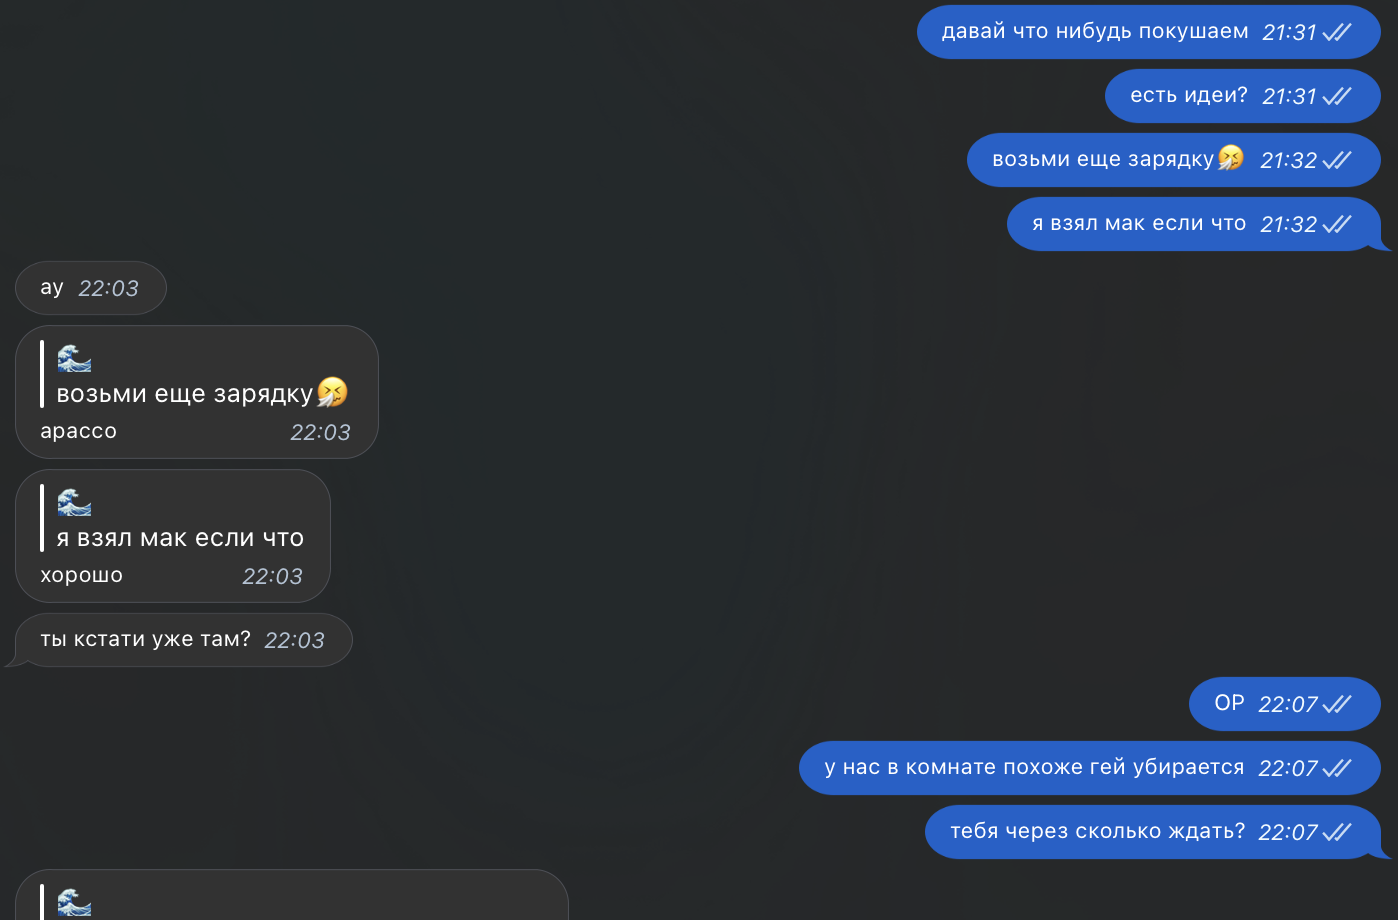 давай что нибудь покушаем 21:31
есть идеи? 21:31
возьми еще зарядку🤧 21:32
я взял мак если что 21:32
ау 22:03
🌊
возьми еще зарядку🤧
арассо 22:03
🌊
я взял мак если что
хорошо 22:03
ты кстати уже там? 22:03
ОР 22:07
у нас в комнате похоже гей убирается 22:07
тебя через сколько ждать? 22:07
🌊